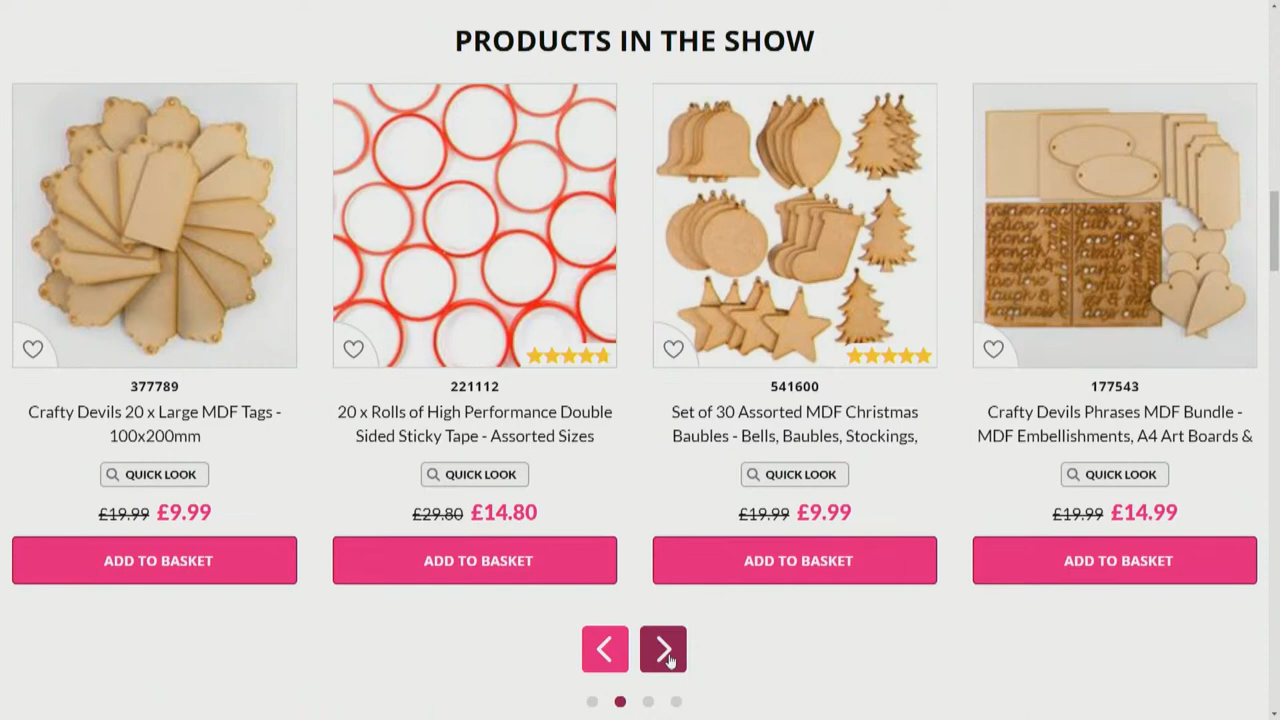 PRODUCTS IN THE SHOW
377789
Crafty Devils 20 x Large MDF Tags -
100x200mm
QUICK LOOK
£19.99 £9.99
ADD TO BASKET
221112
20 x Rolls of High Performance Double
Sided Sticky Tape - Assorted Sizes
QUICK LOOK
£29.80 £14.80
ADD TO BASKET
541600
Set of 30 Assorted MDF Christmas
Baubles - Bells, Baubles, Stockings,
QUICK LOOK
£19.99 £9.99
ADD TO BASKET
177543
Crafty Devils Phrases MDF Bundle -
MDF Embellishments, A4 Art Boards &
QUICK LOOK
£19.99 £14.99
ADD TO BASKET